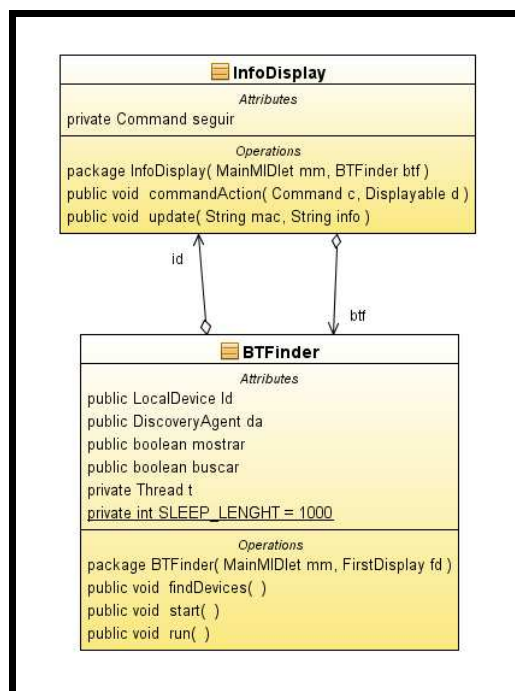 InfoDisplay
Attributes
private Command seguir
Operations
package InfoDisplay( MainMIDlet mm, BTFinder btf )
public void commandAction( Command c, Displayable d )
public void update( String mac, String info )
id
btf
BTFinder
Attributes
public LocalDevice ld
public DiscoveryAgent da
public boolean mostrar
public boolean buscar
private Thread t
private int SLEEP_LENGHT = 1000
Operations
package BTFinder( MainMIDlet mm, FirstDisplay fd )
public void findDevices( )
public void start( )
public void run( )